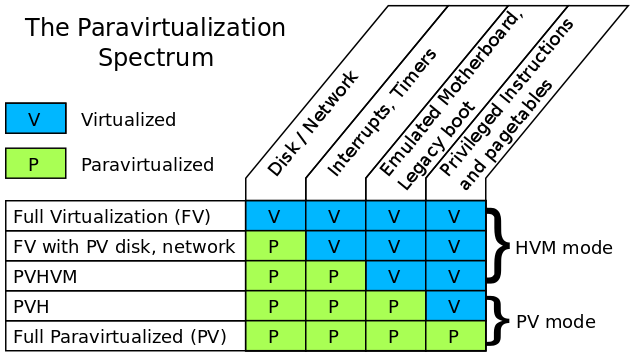 The Paravirtualization
Spectrum
V Virtualized
P Paravirtualized
Disk / Network
Interrupts, Timers
Emulated Motherboard,
Legacy boot
Privileged Instructions
and pagetables
Full Virtualization (FV) V V V V
FV with PV disk, network P V V V
PVHVM P P V V
PVH P P P V
Full Paravirtualized (PV) P P P P
HVM mode
PV mode